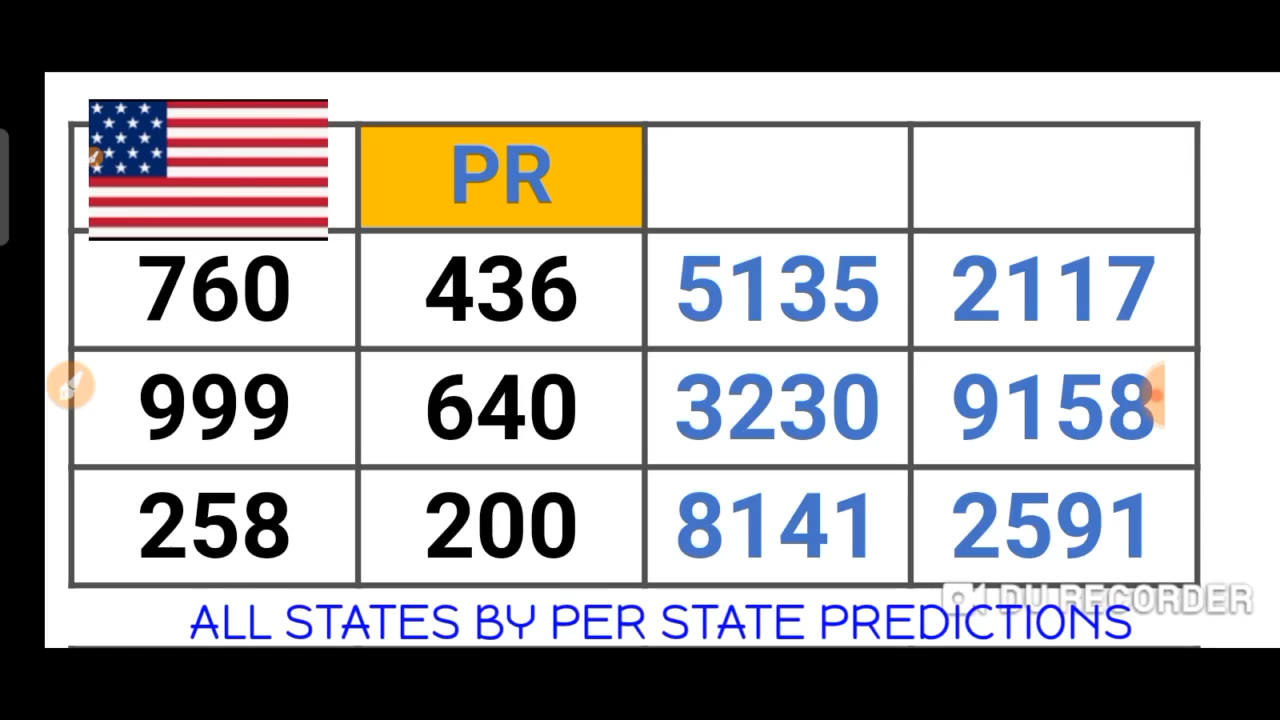 PR
760 436 5135 2117
999 640 3230 9158
258 200 8141 2591
DU RECORDER
ALL STATES BY PER STATE PREDICTIONS